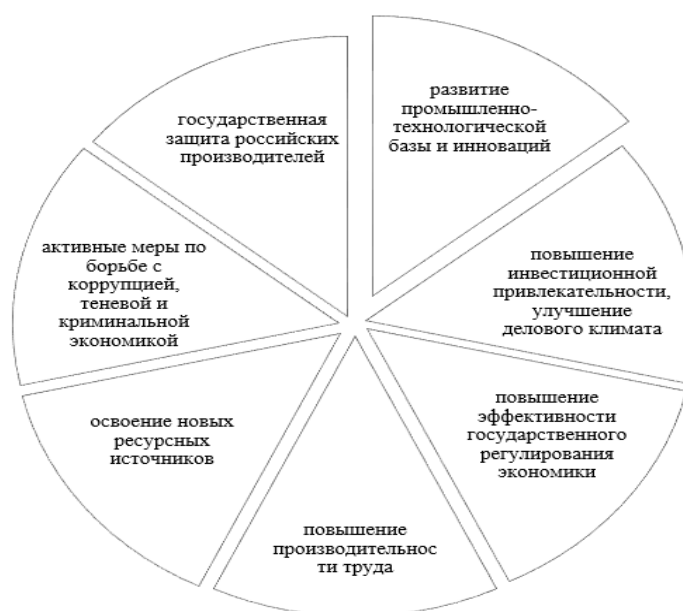 развитие
промышленно-
технологической
базы и инноваций
повышение
инвестиционной
привлекательности,
улучшение
делового климата
повышение
эффективности
государственного
регулирования
экономики
повышение
производительнос
ти труда
освоение новых
ресурсных
источников
активные меры по
борьбе с
коррупцией,
теневой и
криминальной
экономикой
государственная
защита российских
производителей